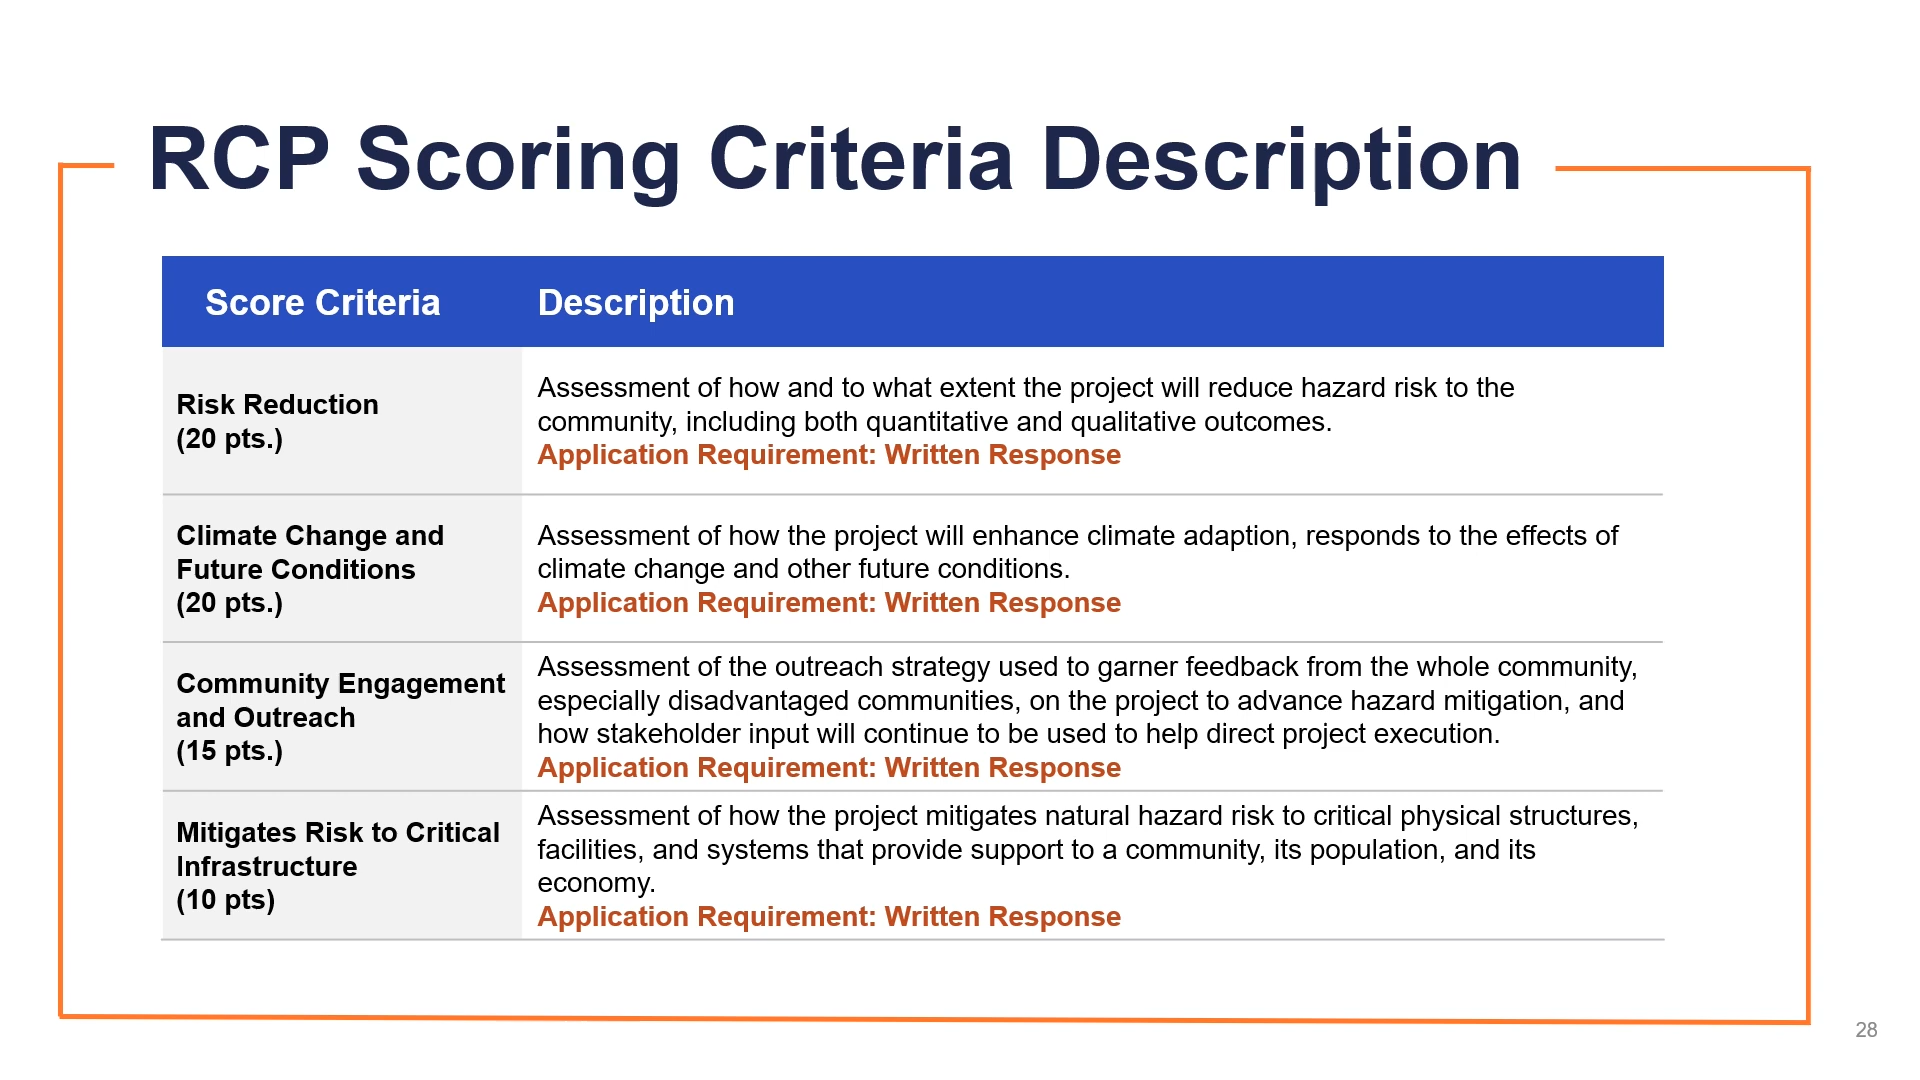 RCP Scoring Criteria Description
Score Criteria
Description
Risk Reduction
(20 pts.)
Assessment of how and to what extent the project will reduce hazard risk to the
community, including both quantitative and qualitative outcomes.
Application Requirement: Written Response
Climate Change and
Future Conditions
(20 pts.)
Assessment of how the project will enhance climate adaption, responds to the effects of
climate change and other future conditions.
Application Requirement: Written Response
Community Engagement
and Outreach
(15 pts.)
Assessment of the outreach strategy used to garner feedback from the whole community,
especially disadvantaged communities, on the project to advance hazard mitigation, and
how stakeholder input will continue to be used to help direct project execution.
Application Requirement: Written Response
Mitigates Risk to Critical
Infrastructure
(10 pts)
Assessment of how the project mitigates natural hazard risk to critical physical structures,
facilities, and systems that provide support to a community, its population, and its
economy.
Application Requirement: Written Response
28